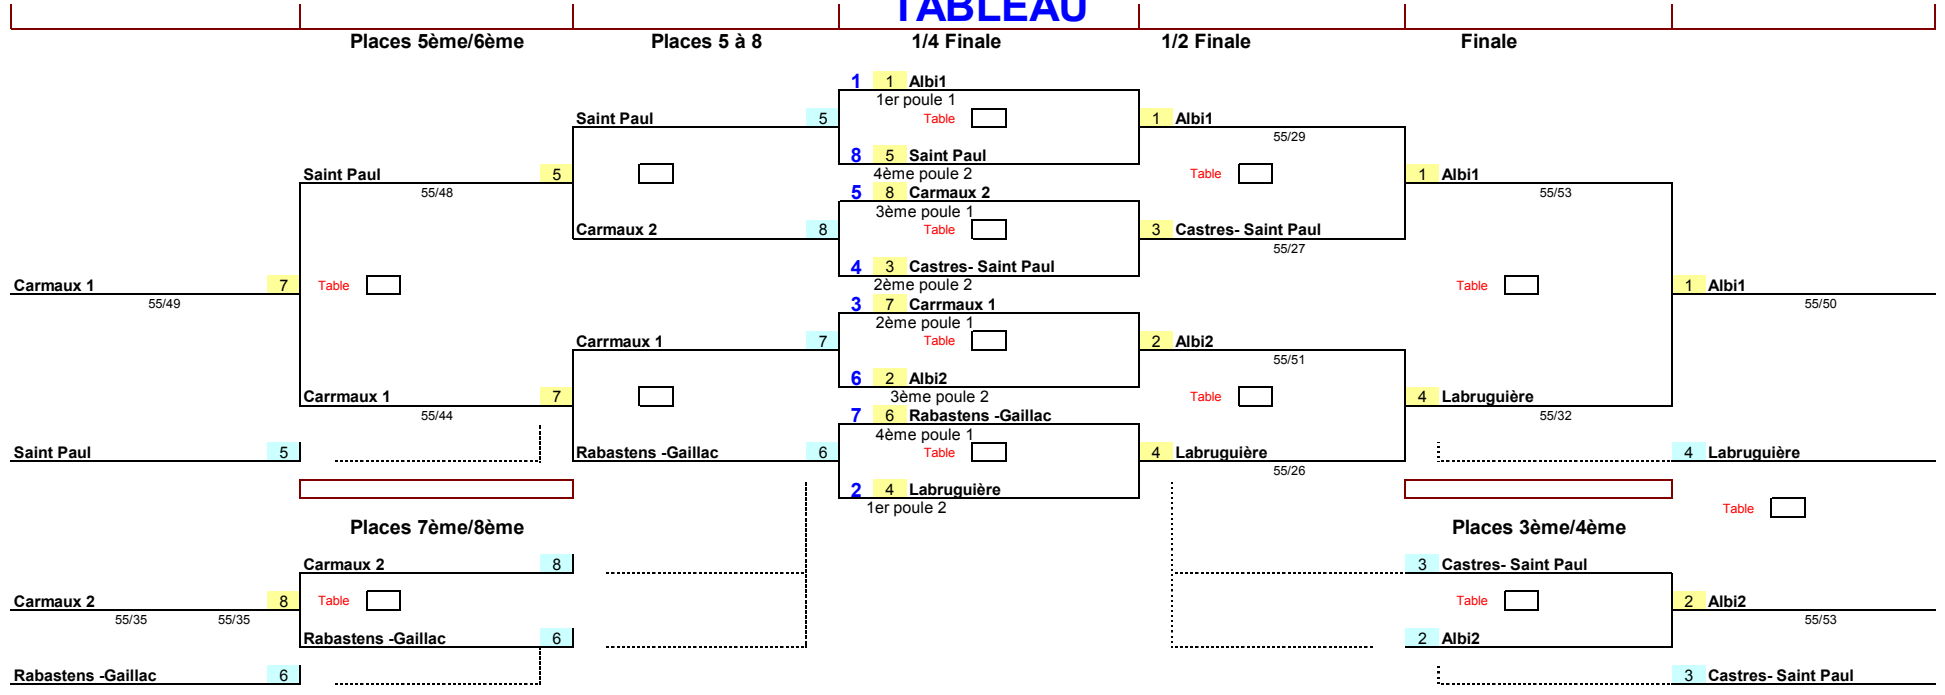 TABLEAU
Places 5ème/6ème Places 5 à 8 1/4 Finale 1/2 Finale Finale
1 1 Albi1
1er poule 1
Saint Paul 5 Table 1 Albi1
55/29
8 5 Saint Paul
Saint Paul 5 4ème poule 2 Table 1 Albi1
55/48 5 8 Carmaux 2 55/53
3ème poule 1
Carmaux 2 8 Table 3 Castres- Saint Paul
55/27
4 3 Castres- Saint Paul
Carmaux 1 7 Table 2ème poule 2 Table 1 Albi1
55/49 3 7 Carrmaux 1 55/50
2ème poule 1
Carrmaux 1 7 Table 2 Albi2
55/51
6 2 Albi2
Carrmaux 1 7 3ème poule 2 Table 4 Labruguière
55/44 7 6 Rabastens -Gaillac 55/32
4ème poule 1
Saint Paul 5 Rabastens -Gaillac 6 Table 4 Labruguière 4 Labruguière
55/26
2 4 Labruguière
1er poule 2 Table
Places 7ème/8ème Places 3ème/4ème
Carmaux 2 8 3 Castres- Saint Paul
Carmaux 2 8 Table Table 2 Albi2
55/35 55/35 55/53
Rabastens -Gaillac 6 2 Albi2
Rabastens -Gaillac 6 3 Castres- Saint Paul